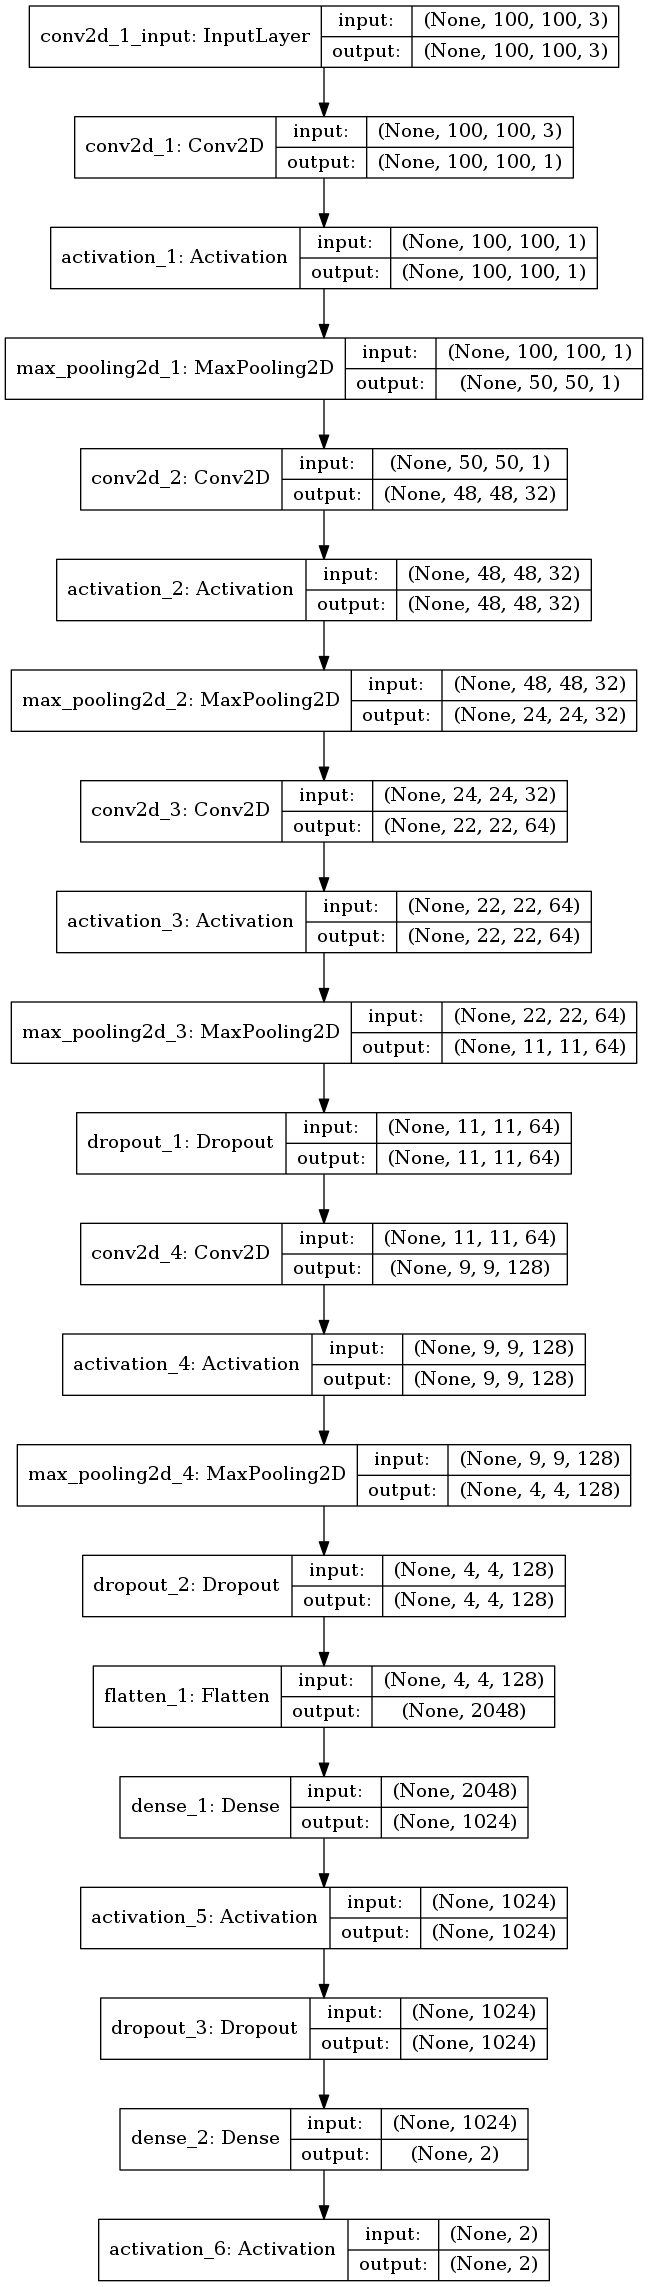 conv2d_1_input: InputLayer input: (None, 100, 100, 3)
output: (None, 100, 100, 3)
conv2d_1: Conv2D input: (None, 100, 100, 3)
output: (None, 100, 100, 1)
activation_1: Activation input: (None, 100, 100, 1)
output: (None, 100, 100, 1)
max_pooling2d_1: MaxPooling2D input: (None, 100, 100, 1)
output: (None, 50, 50, 1)
conv2d_2: Conv2D input: (None, 50, 50, 1)
output: (None, 48, 48, 32)
activation_2: Activation input: (None, 48, 48, 32)
output: (None, 48, 48, 32)
max_pooling2d_2: MaxPooling2D input: (None, 48, 48, 32)
output: (None, 24, 24, 32)
conv2d_3: Conv2D input: (None, 24, 24, 32)
output: (None, 22, 22, 64)
activation_3: Activation input: (None, 22, 22, 64)
output: (None, 22, 22, 64)
max_pooling2d_3: MaxPooling2D input: (None, 22, 22, 64)
output: (None, 11, 11, 64)
dropout_1: Dropout input: (None, 11, 11, 64)
output: (None, 11, 11, 64)
conv2d_4: Conv2D input: (None, 11, 11, 64)
output: (None, 9, 9, 128)
activation_4: Activation input: (None, 9, 9, 128)
output: (None, 9, 9, 128)
max_pooling2d_4: MaxPooling2D input: (None, 9, 9, 128)
output: (None, 4, 4, 128)
dropout_2: Dropout input: (None, 4, 4, 128)
output: (None, 4, 4, 128)
flatten_1: Flatten input: (None, 4, 4, 128)
output: (None, 2048)
dense_1: Dense input: (None, 2048)
output: (None, 1024)
activation_5: Activation input: (None, 1024)
output: (None, 1024)
dropout_3: Dropout input: (None, 1024)
output: (None, 1024)
dense_2: Dense input: (None, 1024)
output: (None, 2)
activation_6: Activation input: (None, 2)
output: (None, 2)